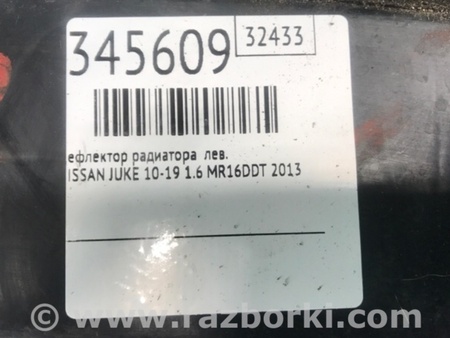 345609
32433
ефлектор радиатора лев.
ISSAN JUKE 10-19 1.6 MR16DDT 2013
© www.razborki.com